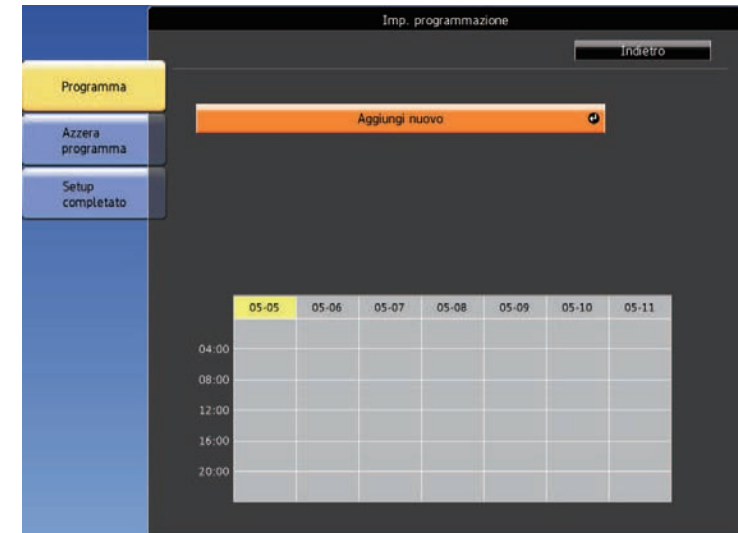 Imp. programmazione
Indietro
Programma
Aggiungi nuovo
Azzera
programma
Setup
completato
05-05 05-06 05-07 05-08 05-09 05-10 05-11
04:00
08:00
12:00
16:00
20:00